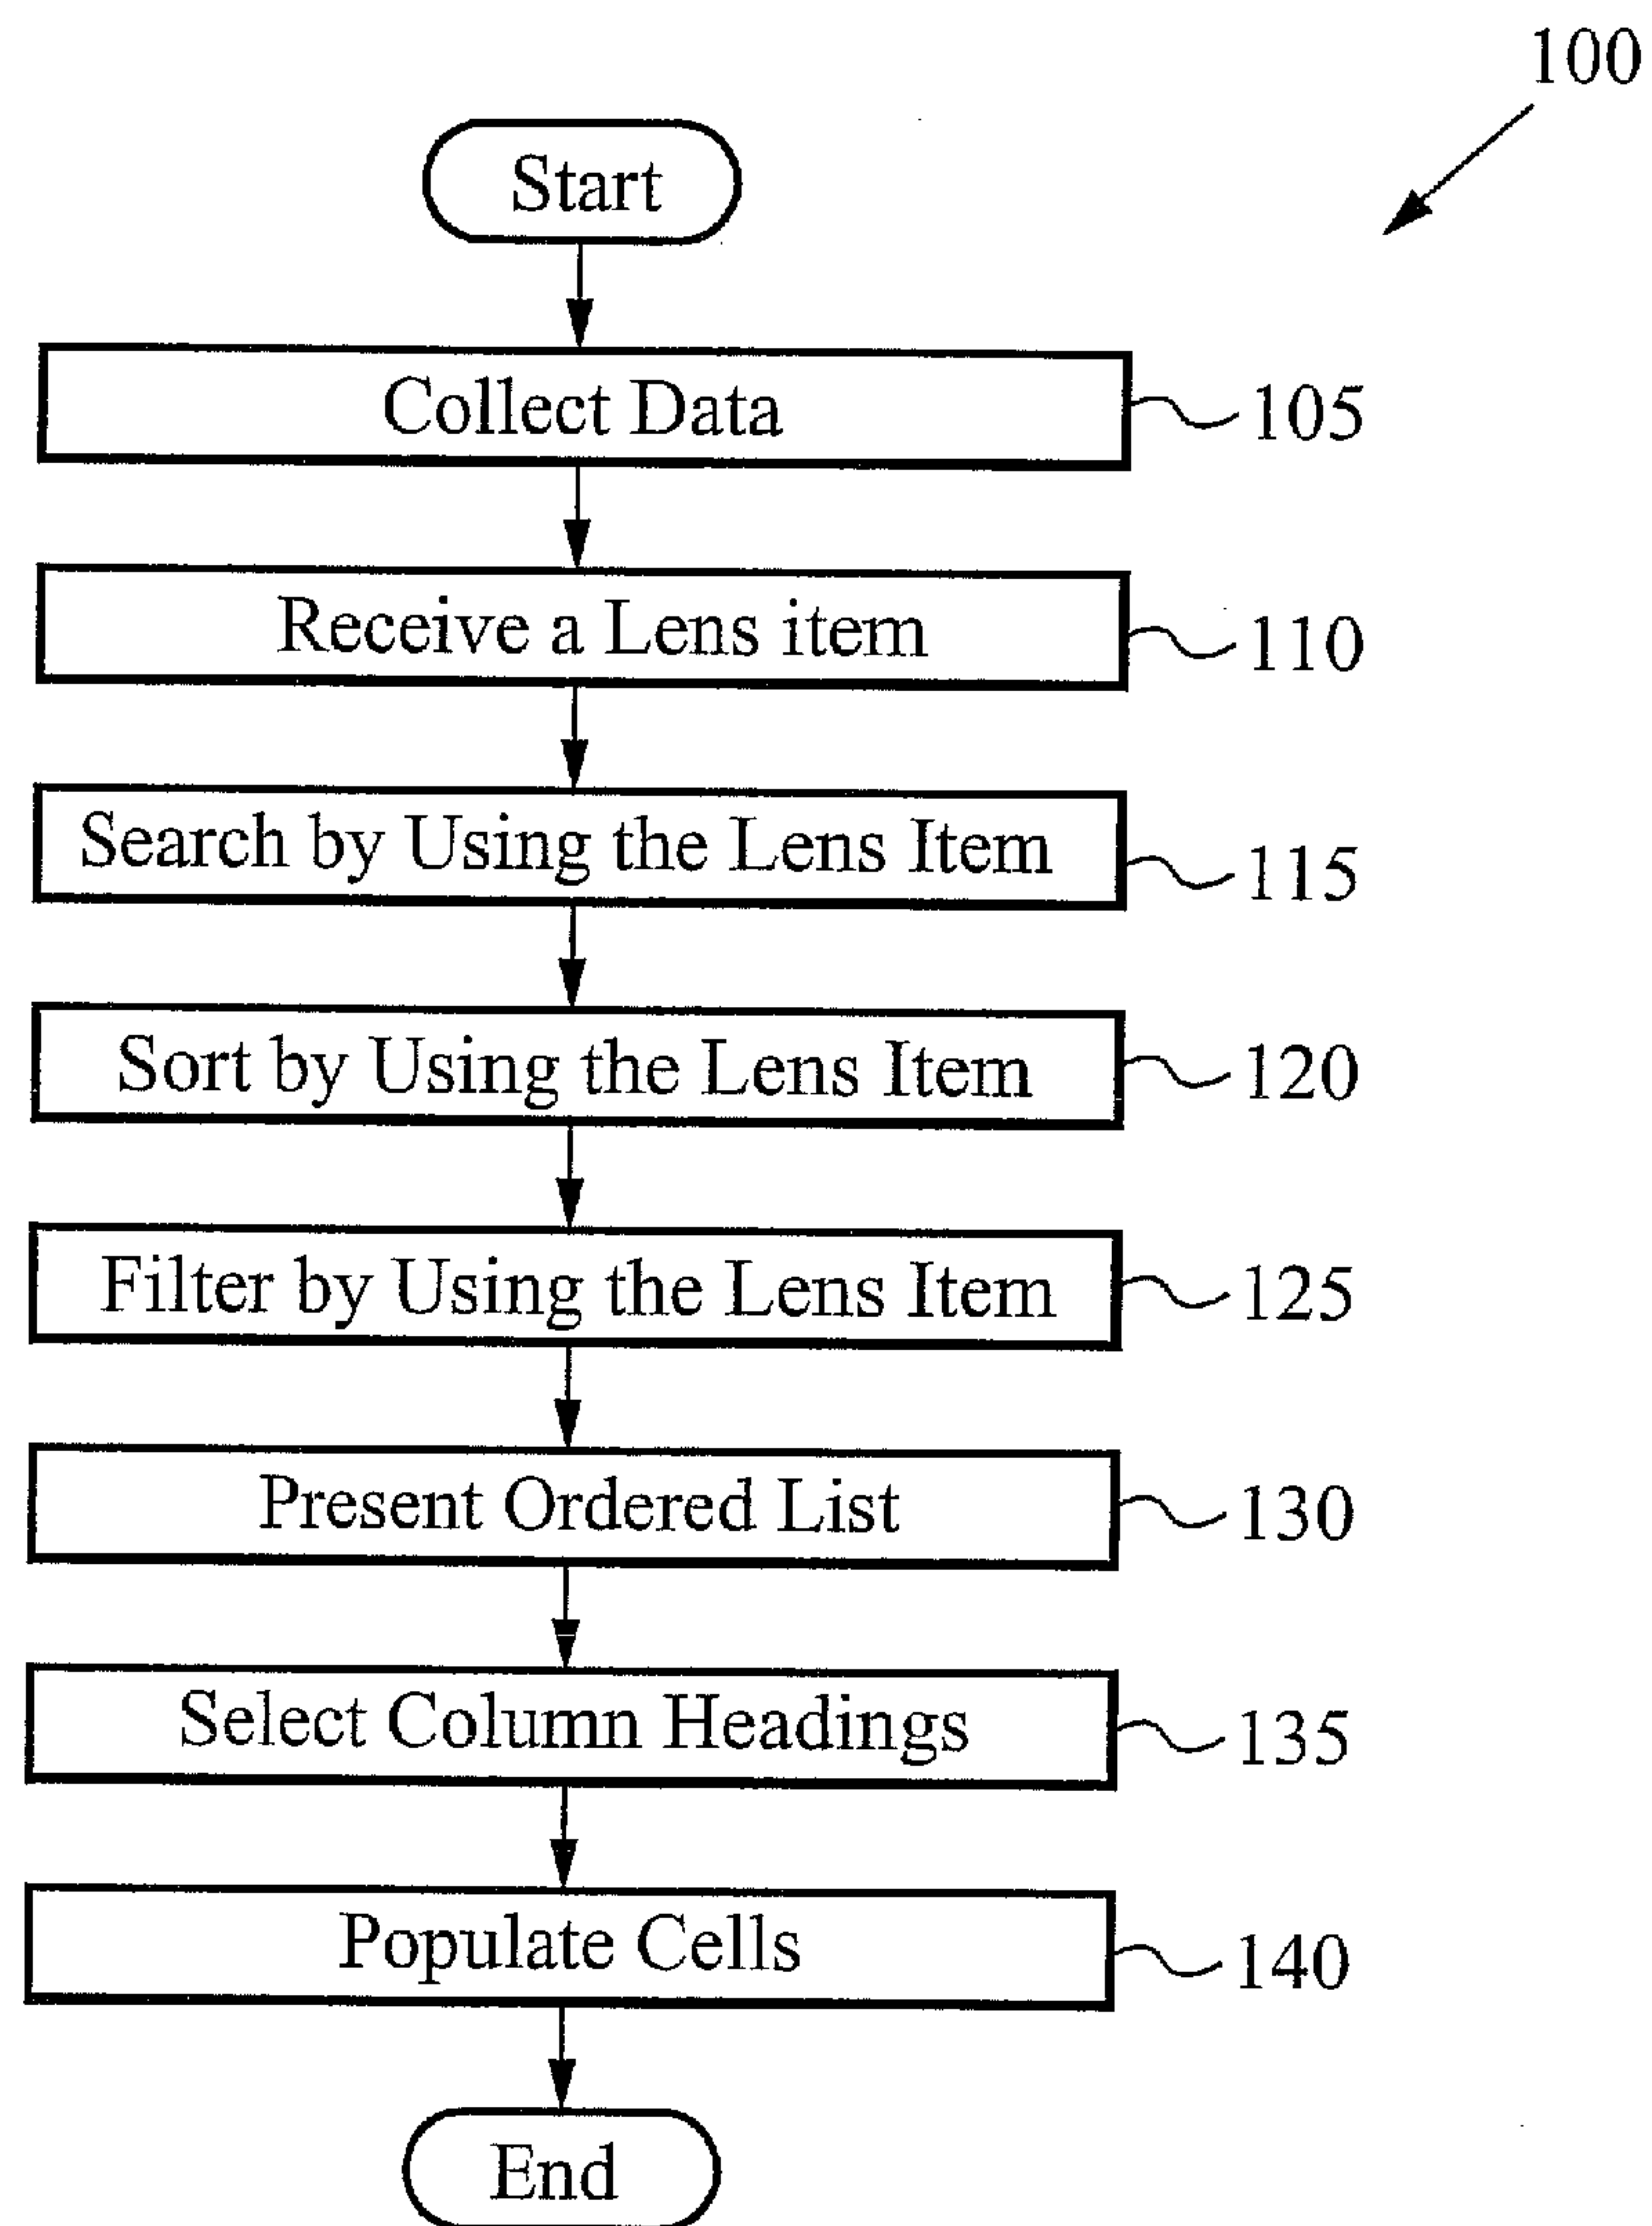 100
Start
Collect Data 105
Receive a Lens item 110
Search by Using the Lens Item 115
Sort by Using the Lens Item 120
Filter by Using the Lens Item 125
Present Ordered List 130
Select Column Headings 135
Populate Cells 140
End